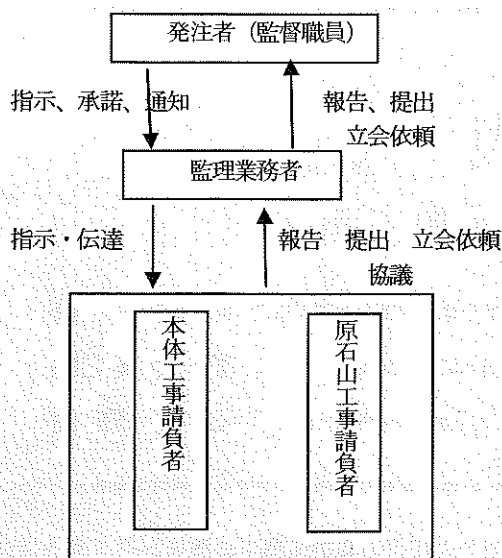 発注者（監督職員）
指示、承諾、通知
報告、提出
立会依頼
監理業務者
指示・伝達
報告　提出　立会依頼
協議
本体工事請負者
原石山工事請負者